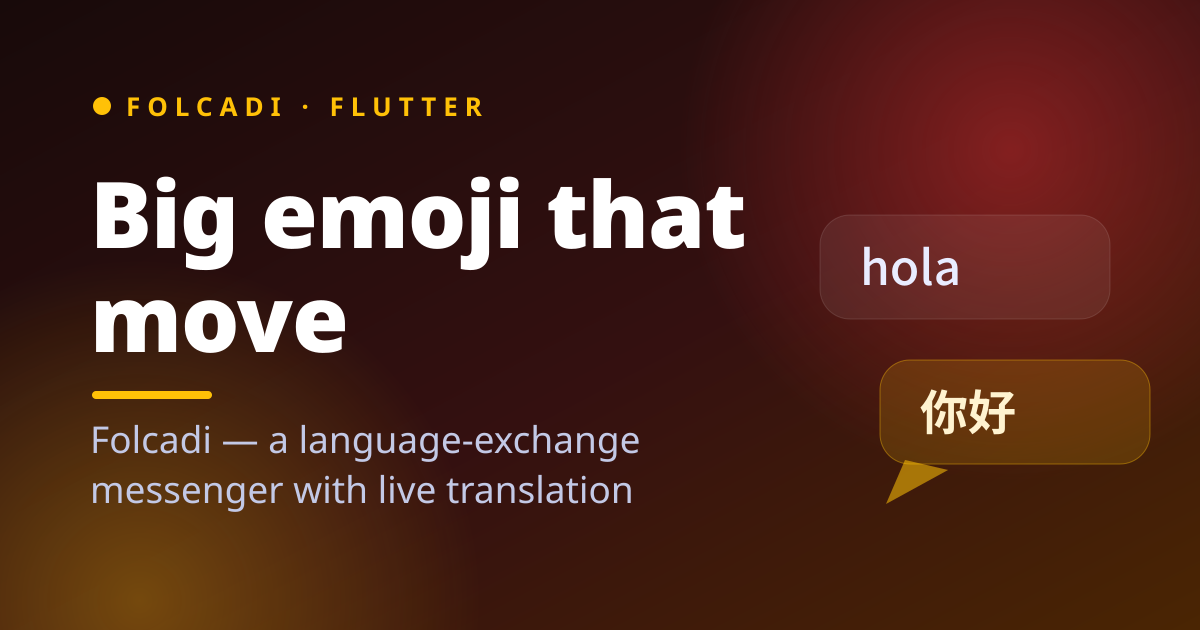 FOLCADI · FLUTTER
Big emoji that
move
Folcadi — a language-exchange
messenger with live translation
hola
你好